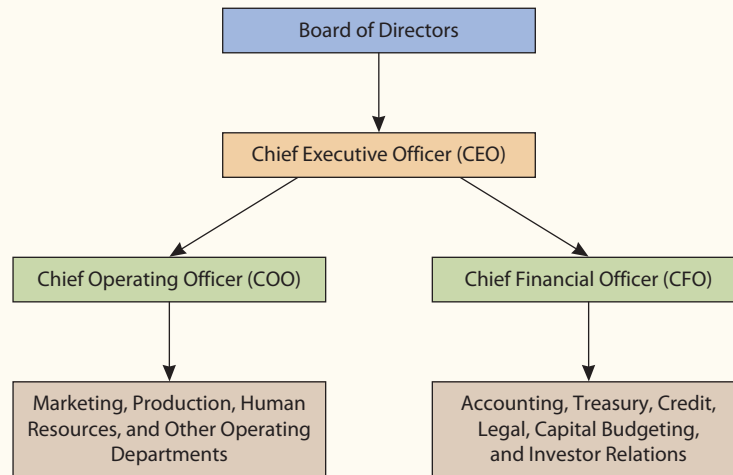 Board of Directors
Chief Executive Officer (CEO)
Chief Operating Officer (COO)
Chief Financial Officer (CFO)
Marketing, Production, Human
Resources, and Other Operating
Departments
Accounting, Treasury, Credit,
Legal, Capital Budgeting,
and Investor Relations